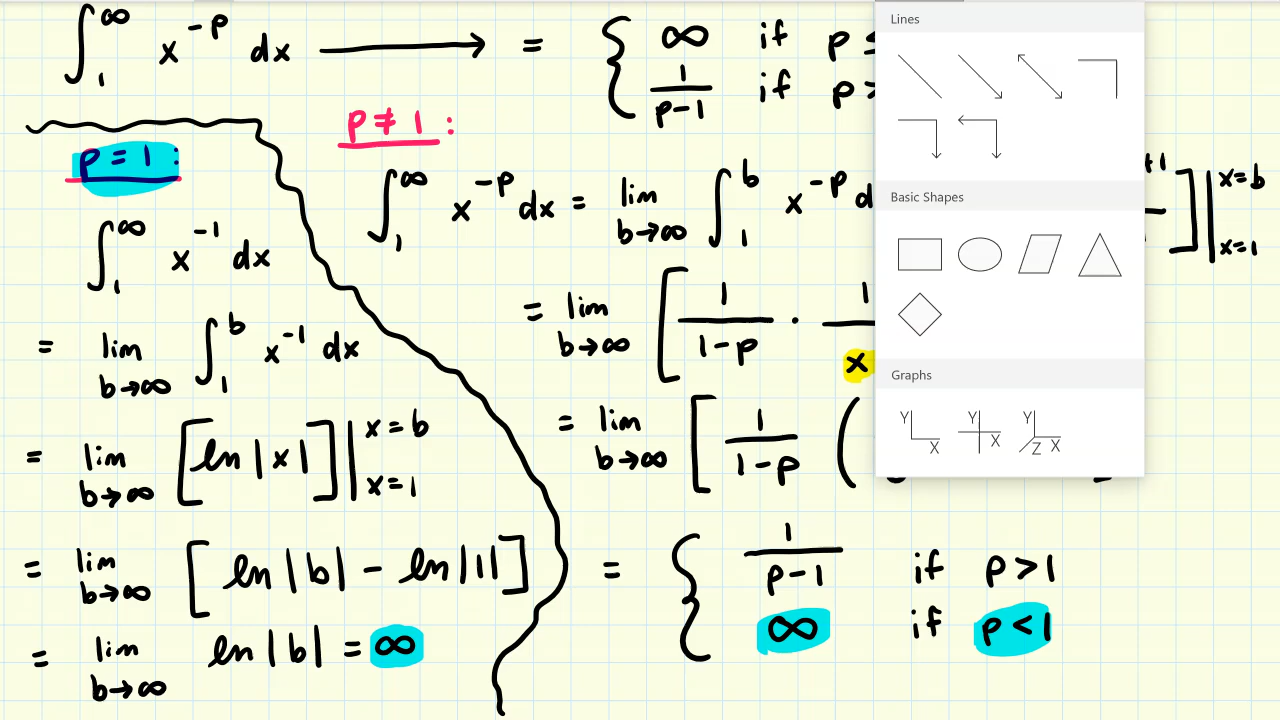 ∫₁^∞ x^{-p} dx ⟶ = { ∞ if p ≤
1/(p-1) if p >
p = 1 :
p ≠ 1 :
∫₁^∞ x^{-1} dx
= lim b→∞ ∫₁^b x^{-1} dx
= lim b→∞ [ln|x|] | x=b x=1
= lim b→∞ [ln|b| - ln|1|]
= lim b→∞ ln|b| = ∞
∫₁^∞ x^{-p} dx = lim b→∞ ∫₁^b x^{-p} d
+1 ] | x=b x=1
= lim b→∞ [ 1/(1-p) · 1/x
= lim b→∞ [ 1/(1-p) (
= { 1/(p-1) if p > 1
∞ if p < 1
Lines
Basic Shapes
Graphs
Y X Y X Y Z X